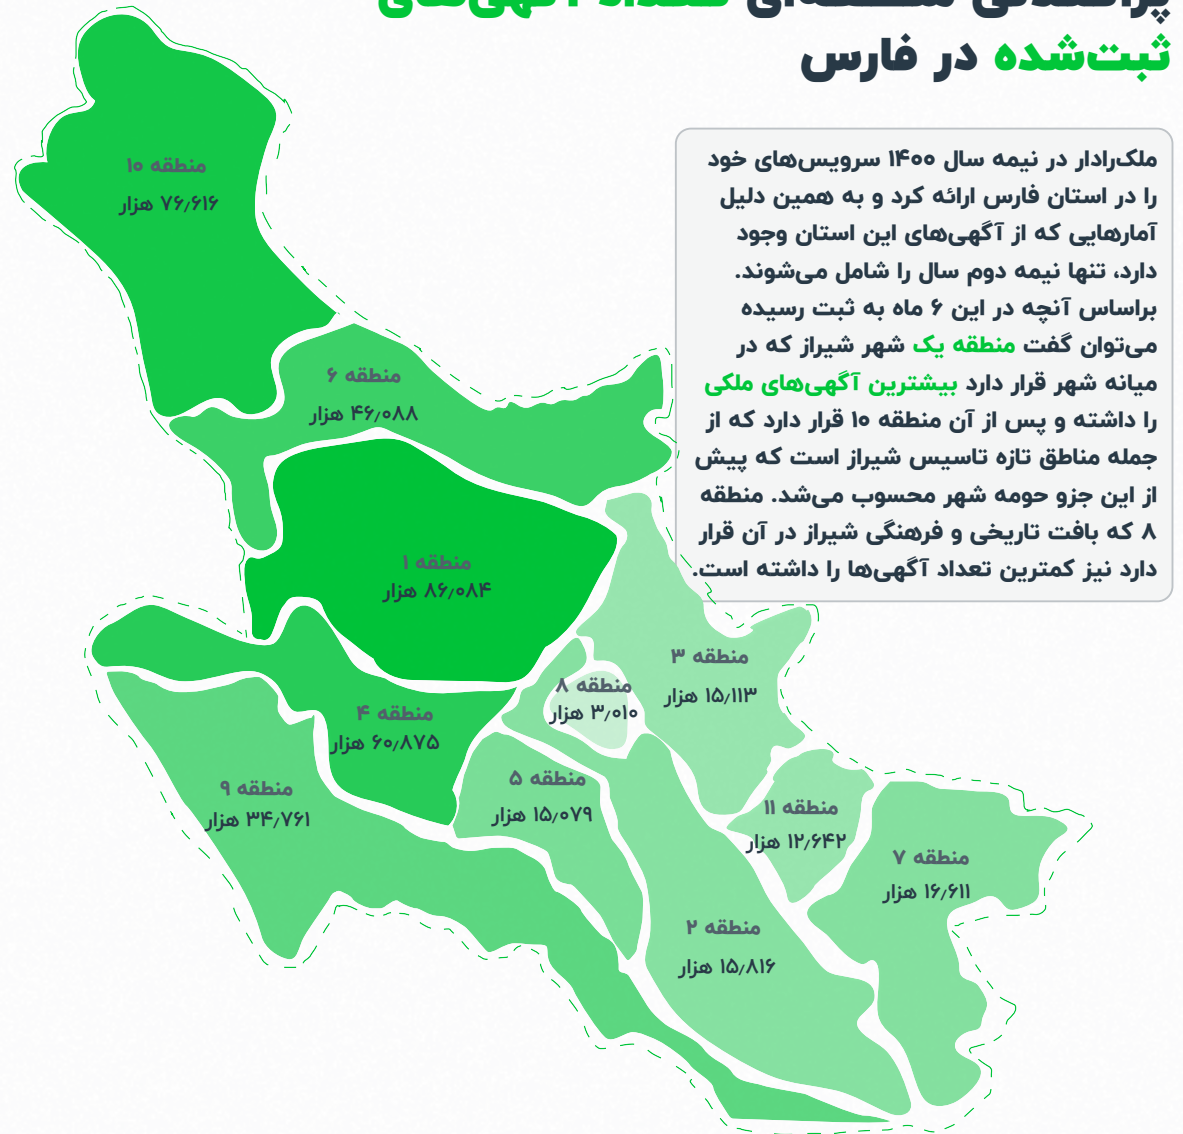 پراکندگی منطقه‌ای تعداد آگهی‌های
ثبت‌شده در فارس
ملک‌رادار در نیمه سال ۱۴۰۰ سرویس‌های خود
را در استان فارس ارائه کرد و به همین دلیل
آمارهایی که از آگهی‌های این استان وجود
دارد، تنها نیمه دوم سال را شامل می‌شوند.
براساس آنچه در این ۶ ماه به ثبت رسیده
می‌توان گفت منطقه یک شهر شیراز که در
میانه شهر قرار دارد بیشترین آگهی‌های ملکی
را داشته و پس از آن منطقه ۱۰ قرار دارد که از
جمله مناطق تازه تاسیس شیراز است که پیش
از این جزو حومه شهر محسوب می‌شد. منطقه
۸ که بافت تاریخی و فرهنگی شیراز در آن قرار
دارد نیز کمترین تعداد آگهی‌ها را داشته است.
منطقه ۱۰
۷۶٫۶۱۶ هزار
منطقه ۶
۴۶٫۰۸۸ هزار
منطقه ۱
۸۶٫۰۸۴ هزار
منطقه ۳
۱۵٫۱۱۳ هزار
منطقه ۸
۳٫۰۱۰ هزار
منطقه ۴
۶۰٫۸۷۵ هزار
منطقه ۵
۱۵٫۰۷۹ هزار
منطقه ۹
۳۴٫۷۶۱ هزار
منطقه ۱۱
۱۲٫۶۴۲ هزار
منطقه ۷
۱۶٫۶۱۱ هزار
منطقه ۲
۱۵٫۸۱۶ هزار